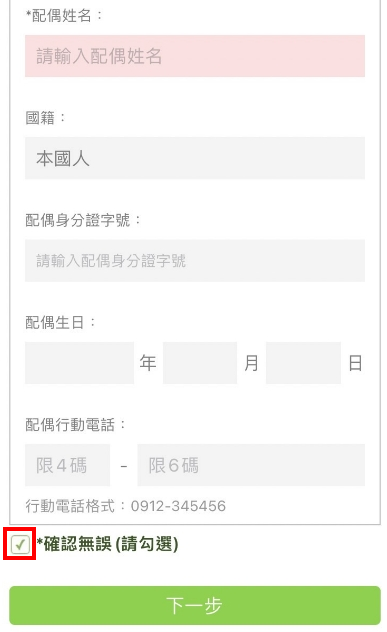 *配偶姓名：
請輸入配偶姓名
國籍：
本國人
配偶身分證字號：
請輸入配偶身分證字號
配偶生日：
年 月 日
配偶行動電話：
限4碼 - 限6碼
行動電話格式：0912-345456
*確認無誤 (請勾選)
下一步